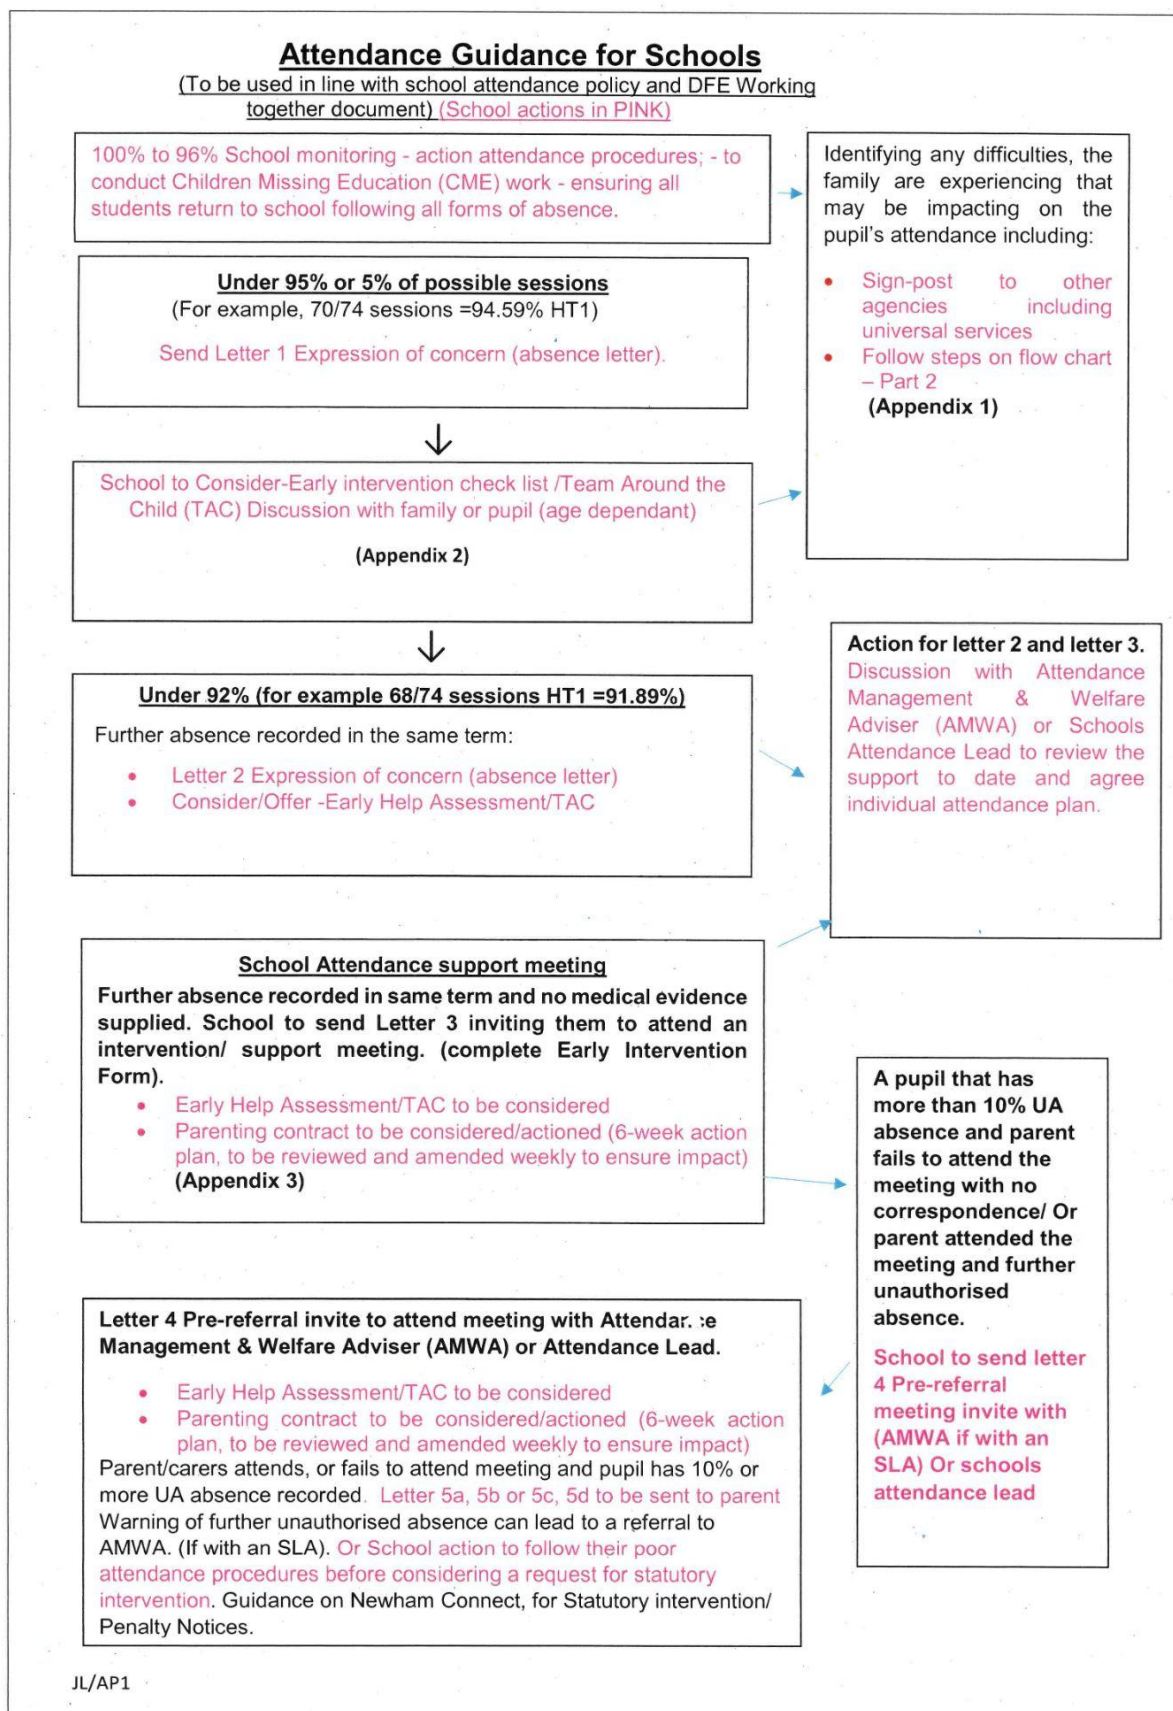 Attendance Guidance for Schools
(To be used in line with school attendance policy and DFE Working
together document) (School actions in PINK)
100% to 96% School monitoring - action attendance procedures; - to
conduct Children Missing Education (CME) work - ensuring all
students return to school following all forms of absence.
Identifying any difficulties, the
family are experiencing that
may be impacting on the
pupil's attendance including:
• Sign-post to other
agencies including
universal services
• Follow steps on flow chart
– Part 2
(Appendix 1)
Under 95% or 5% of possible sessions
(For example, 70/74 sessions =94.59% HT1)
Send Letter 1 Expression of concern (absence letter).
School to Consider-Early intervention check list /Team Around the
Child (TAC) Discussion with family or pupil (age dependant)
(Appendix 2)
Under 92% (for example 68/74 sessions HT1 =91.89%)
Further absence recorded in the same term:
• Letter 2 Expression of concern (absence letter)
• Consider/Offer -Early Help Assessment/TAC
Action for letter 2 and letter 3.
Discussion with Attendance
Management & Welfare
Adviser (AMWA) or Schools
Attendance Lead to review the
support to date and agree
individual attendance plan.
School Attendance support meeting
Further absence recorded in same term and no medical evidence
supplied. School to send Letter 3 inviting them to attend an
intervention/ support meeting. (complete Early Intervention
Form).
• Early Help Assessment/TAC to be considered
• Parenting contract to be considered/actioned (6-week action
plan, to be reviewed and amended weekly to ensure impact)
(Appendix 3)
A pupil that has
more than 10% UA
absence and parent
fails to attend the
meeting with no
correspondence/ Or
parent attended the
meeting and further
unauthorised
absence.
School to send letter
4 Pre-referral
meeting invite with
(AMWA if with an
SLA) Or schools
attendance lead
Letter 4 Pre-referral invite to attend meeting with Attendance
Management & Welfare Adviser (AMWA) or Attendance Lead.
• Early Help Assessment/TAC to be considered
• Parenting contract to be considered/actioned (6-week action
plan, to be reviewed and amended weekly to ensure impact)
Parent/carers attends, or fails to attend meeting and pupil has 10% or
more UA absence recorded. Letter 5a, 5b or 5c, 5d to be sent to parent
Warning of further unauthorised absence can lead to a referral to
AMWA. (If with an SLA). Or School action to follow their poor
attendance procedures before considering a request for statutory
intervention. Guidance on Newham Connect, for Statutory intervention/
Penalty Notices.
JL/AP1